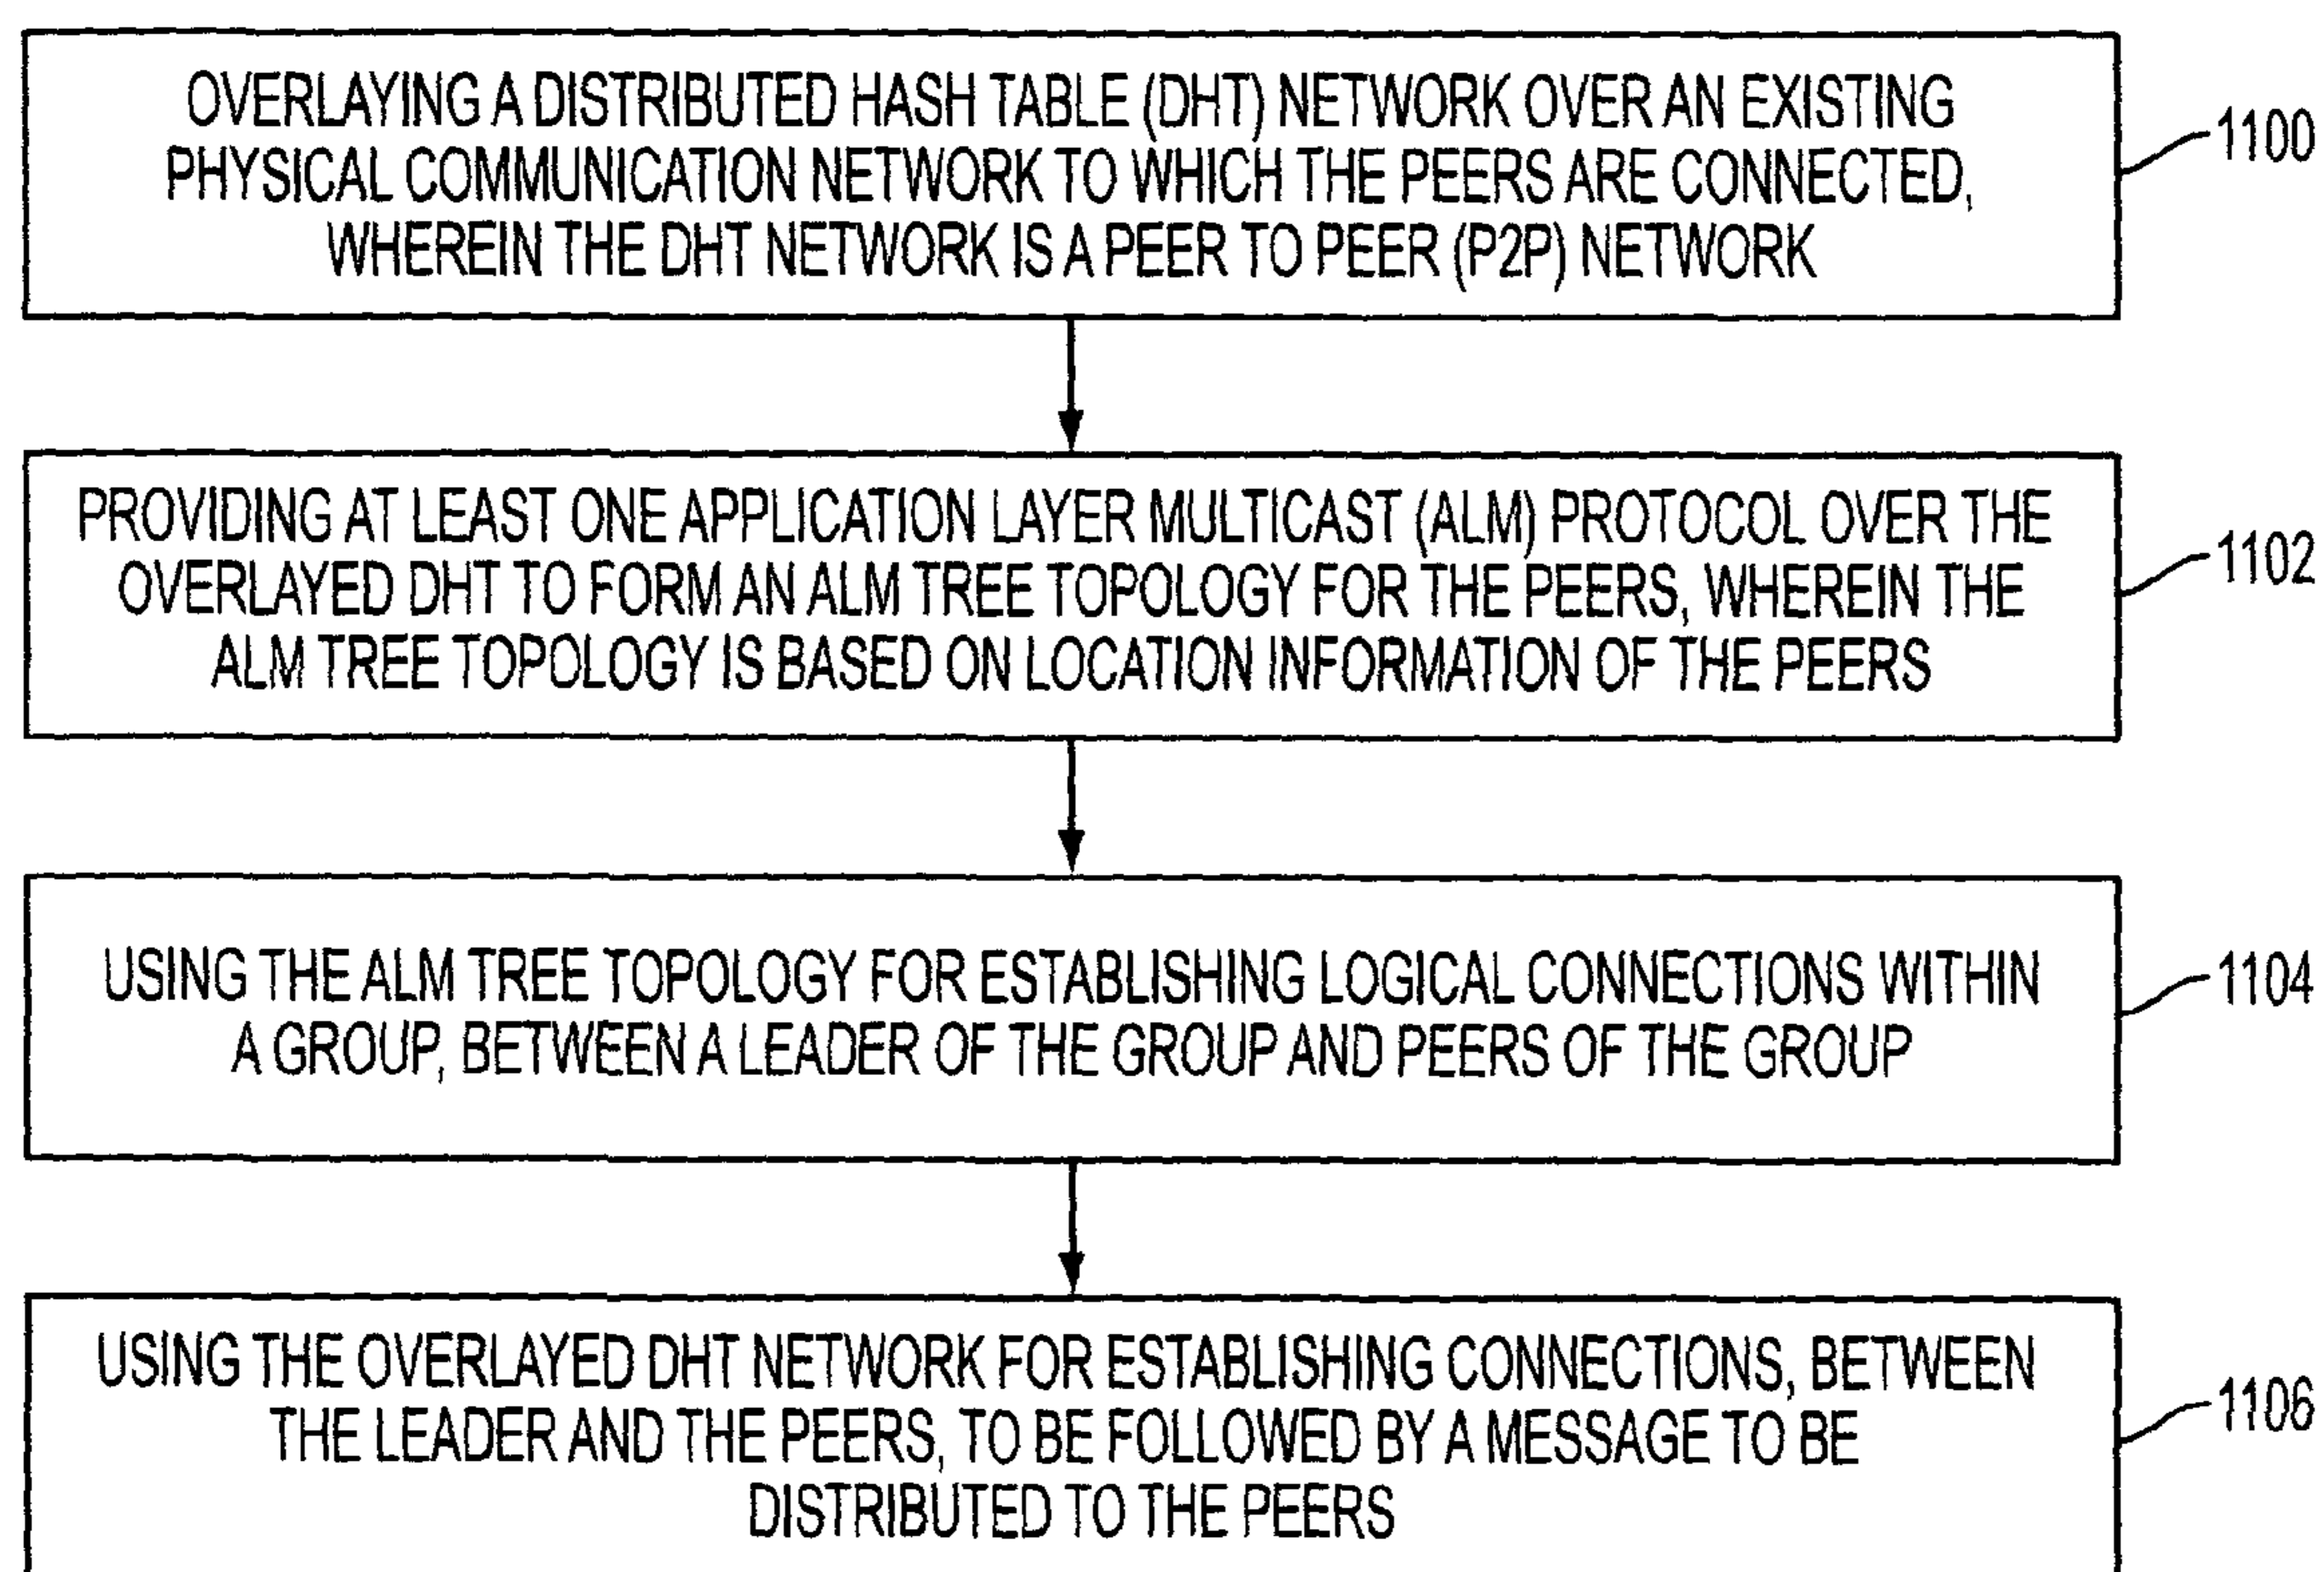 OVERLAYING A DISTRIBUTED HASH TABLE (DHT) NETWORK OVER AN EXISTING
PHYSICAL COMMUNICATION NETWORK TO WHICH THE PEERS ARE CONNECTED,
WHEREIN THE DHT NETWORK IS A PEER TO PEER (P2P) NETWORK
1100
PROVIDING AT LEAST ONE APPLICATION LAYER MULTICAST (ALM) PROTOCOL OVER THE
OVERLAYED DHT TO FORM AN ALM TREE TOPOLOGY FOR THE PEERS, WHEREIN THE
ALM TREE TOPOLOGY IS BASED ON LOCATION INFORMATION OF THE PEERS
1102
USING THE ALM TREE TOPOLOGY FOR ESTABLISHING LOGICAL CONNECTIONS WITHIN
A GROUP, BETWEEN A LEADER OF THE GROUP AND PEERS OF THE GROUP
1104
USING THE OVERLAYED DHT NETWORK FOR ESTABLISHING CONNECTIONS, BETWEEN
THE LEADER AND THE PEERS, TO BE FOLLOWED BY A MESSAGE TO BE
DISTRIBUTED TO THE PEERS
1106